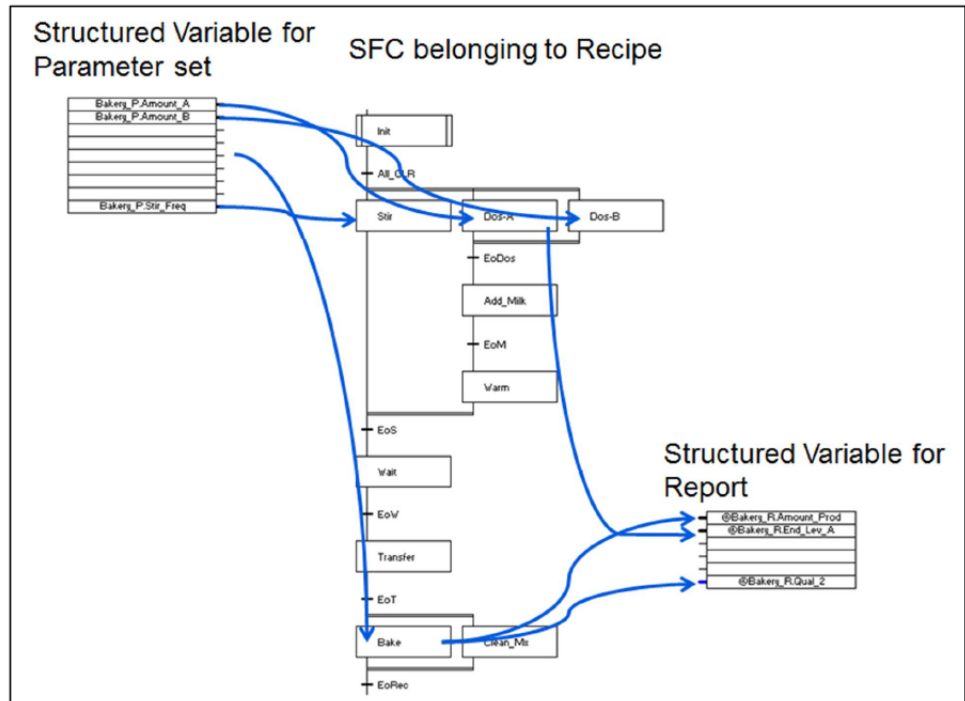 Structured Variable for
Parameter set
SFC belonging to Recipe
Bakery_P.Amount_A
Bakery_P.Amount_B
Bakery_P.Stir_Freq
Init
All_CLR
Stir
Dos-A
Dos-B
EoDos
Add_Milk
EoM
Warm
EoS
Wait
EoW
Transfer
EoT
Bake
Clean_Mx
EoRec
Structured Variable for
Report
@Bakery_R.Amount_Prod
@Bakery_R.End_Lev_A
@Bakery_R.Qual_2